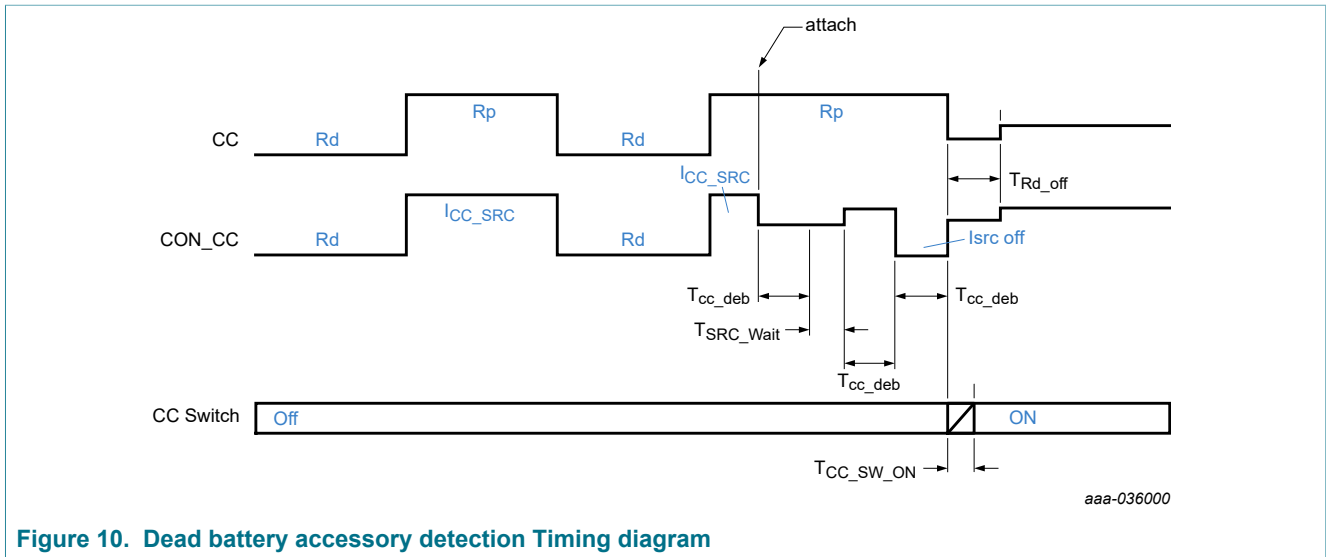 attach
CC
Rd
Rp
Rd
Rp
TRd_off
CON_CC
Rd
ICC_SRC
Rd
ICC_SRC
Isrc off
Tcc_deb
Tcc_deb
TSRC_Wait
Tcc_deb
CC Switch
Off
ON
TCC_SW_ON
aaa-036000
Figure 10. Dead battery accessory detection Timing diagram